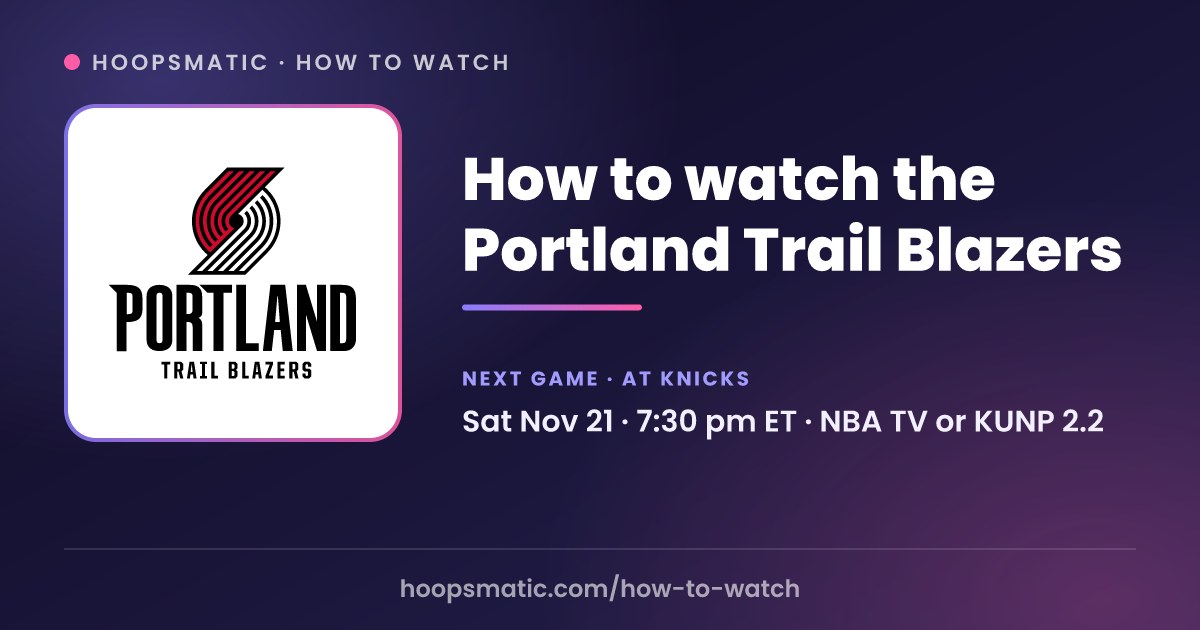 HOOPSMATIC · HOW TO WATCH
PORTLAND
TRAIL BLAZERS
How to watch the
Portland Trail Blazers
NEXT GAME · AT KNICKS
Sat Nov 21 · 7:30 pm ET · NBA TV or KUNP 2.2
hoopsmatic.com/how-to-watch